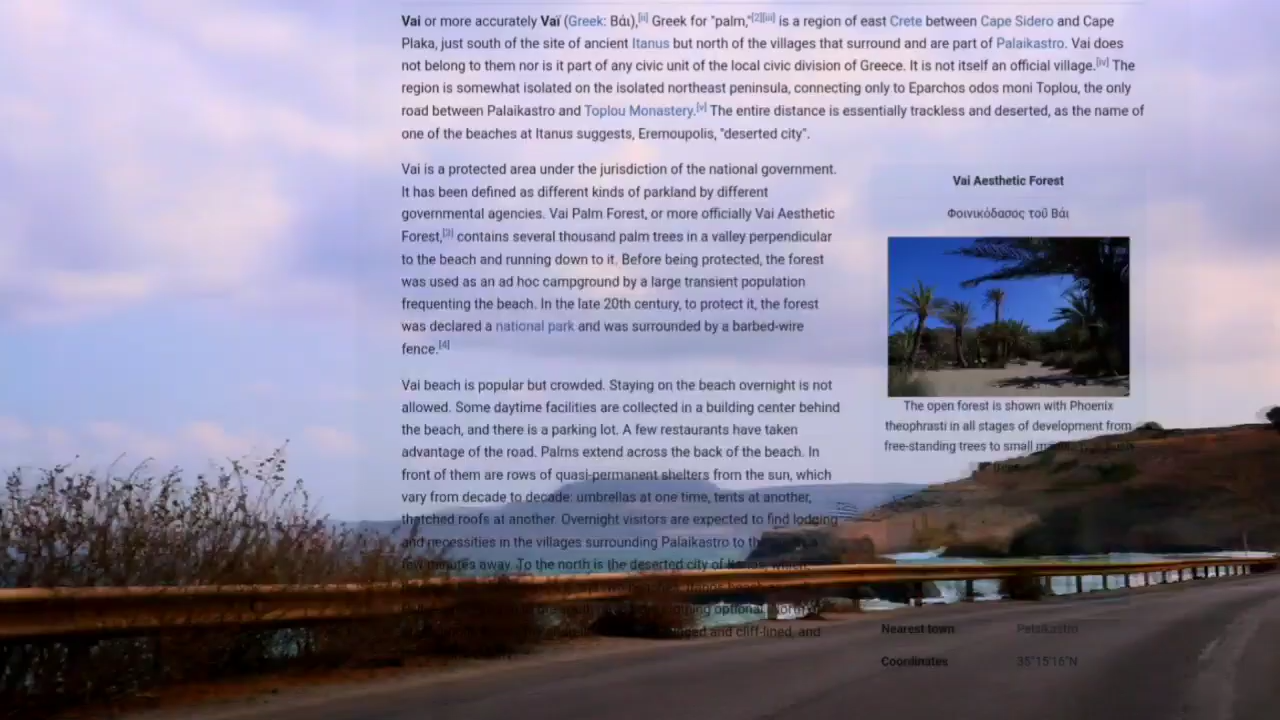 Vai or more accurately Vaï (Greek: Βάι),[ii] Greek for "palm,"[2][iii] is a region of east Crete between Cape Sidero and Cape
Plaka, just south of the site of ancient Itanus but north of the villages that surround and are part of Palaikastro. Vai does
not belong to them nor is it part of any civic unit of the local civic division of Greece. It is not itself an official village.[iv] The
region is somewhat isolated on the isolated northeast peninsula, connecting only to Eparchos odos moni Toplou, the only
road between Palaikastro and Toplou Monastery.[v] The entire distance is essentially trackless and deserted, as the name of
one of the beaches at Itanus suggests, Eremoupolis, "deserted city".
Vai is a protected area under the jurisdiction of the national government.
It has been defined as different kinds of parkland by different
governmental agencies. Vai Palm Forest, or more officially Vai Aesthetic
Forest,[3] contains several thousand palm trees in a valley perpendicular
to the beach and running down to it. Before being protected, the forest
was used as an ad hoc campground by a large transient population
frequenting the beach. In the late 20th century, to protect it, the forest
was declared a national park and was surrounded by a barbed-wire
fence.[4]
Vai beach is popular but crowded. Staying on the beach overnight is not
allowed. Some daytime facilities are collected in a building center behind
the beach, and there is a parking lot. A few restaurants have taken
advantage of the road. Palms extend across the back of the beach. In
front of them are rows of quasi-permanent shelters from the sun, which
vary from decade to decade: umbrellas at one time, tents at another,
thatched roofs at another. Overnight visitors are expected to find lodging
and necessities in the villages surrounding Palaikastro to the
few minutes away. To the north is the deserted city of Itanos, which
optional. North
and cliff-lined, and
Vai Aesthetic Forest
Φοινικόδασος τοῦ Βάι
The open forest is shown with Phoenix
theophrasti in all stages of development from
free-standing trees to small
Nearest town Palaikastro
Coordinates 35°15′16″N